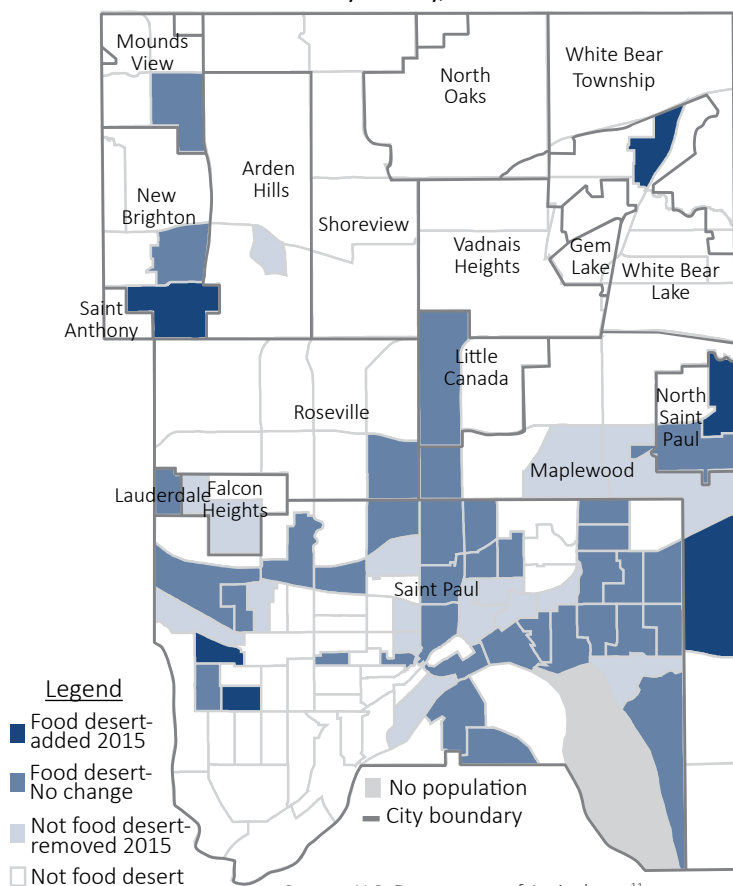 Mounds
View
North
Oaks
White Bear
Township
Arden
Hills
New
Brighton
Shoreview
Vadnais
Heights
Gem
Lake
White Bear
Lake
Saint
Anthony
Little
Canada
Roseville
North
Saint
Paul
Maplewood
Lauderdale
Falcon
Heights
Saint Paul
Legend
Food desert-
added 2015
Food desert-
No change
Not food desert-
removed 2015
Not food desert
No population
City boundary